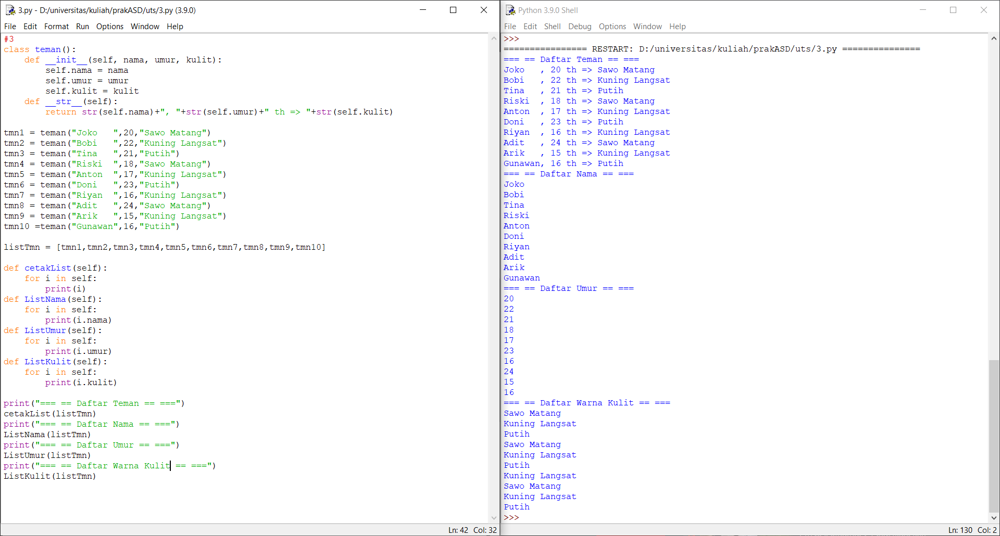 3.py - D:/universitas/kuliah/prakASD/uts/3.py (3.9.0)
File Edit Format Run Options Window Help
#3
class teman():
    def __init__(self, nama, umur, kulit):
        self.nama = nama
        self.umur = umur
        self.kulit = kulit
    def __str__(self):
        return str(self.nama)+", "+str(self.umur)+" th => "+str(self.kulit)

tmn1 = teman("Joko   ",20,"Sawo Matang")
tmn2 = teman("Bobi   ",22,"Kuning Langsat")
tmn3 = teman("Tina   ",21,"Putih")
tmn4 = teman("Riski  ",18,"Sawo Matang")
tmn5 = teman("Anton  ",17,"Kuning Langsat")
tmn6 = teman("Doni   ",23,"Putih")
tmn7 = teman("Riyan  ",16,"Kuning Langsat")
tmn8 = teman("Adit   ",24,"Sawo Matang")
tmn9 = teman("Arik   ",15,"Kuning Langsat")
tmn10 =teman("Gunawan",16,"Putih")

listTmn = [tmn1,tmn2,tmn3,tmn4,tmn5,tmn6,tmn7,tmn8,tmn9,tmn10]

def cetakList(self):
    for i in self:
        print(i)
def ListNama(self):
    for i in self:
        print(i.nama)
def ListUmur(self):
    for i in self:
        print(i.umur)
def ListKulit(self):
    for i in self:
        print(i.kulit)

print("=== == Daftar Teman == ===")
cetakList(listTmn)
print("=== == Daftar Nama == ===")
ListNama(listTmn)
print("=== == Daftar Umur == ===")
ListUmur(listTmn)
print("=== == Daftar Warna Kulit == ===")
ListKulit(listTmn)
Ln: 42 Col: 32
Python 3.9.0 Shell
File Edit Shell Debug Options Window Help
>>>
================ RESTART: D:/universitas/kuliah/prakASD/uts/3.py ===============
=== == Daftar Teman == ===
Joko   , 20 th => Sawo Matang
Bobi   , 22 th => Kuning Langsat
Tina   , 21 th => Putih
Riski  , 18 th => Sawo Matang
Anton  , 17 th => Kuning Langsat
Doni   , 23 th => Putih
Riyan  , 16 th => Kuning Langsat
Adit   , 24 th => Sawo Matang
Arik   , 15 th => Kuning Langsat
Gunawan, 16 th => Putih
=== == Daftar Nama == ===
Joko
Bobi
Tina
Riski
Anton
Doni
Riyan
Adit
Arik
Gunawan
=== == Daftar Umur == ===
20
22
21
18
17
23
16
24
15
16
=== == Daftar Warna Kulit == ===
Sawo Matang
Kuning Langsat
Putih
Sawo Matang
Kuning Langsat
Putih
Kuning Langsat
Sawo Matang
Kuning Langsat
Putih
>>>
Ln: 130 Col: 2